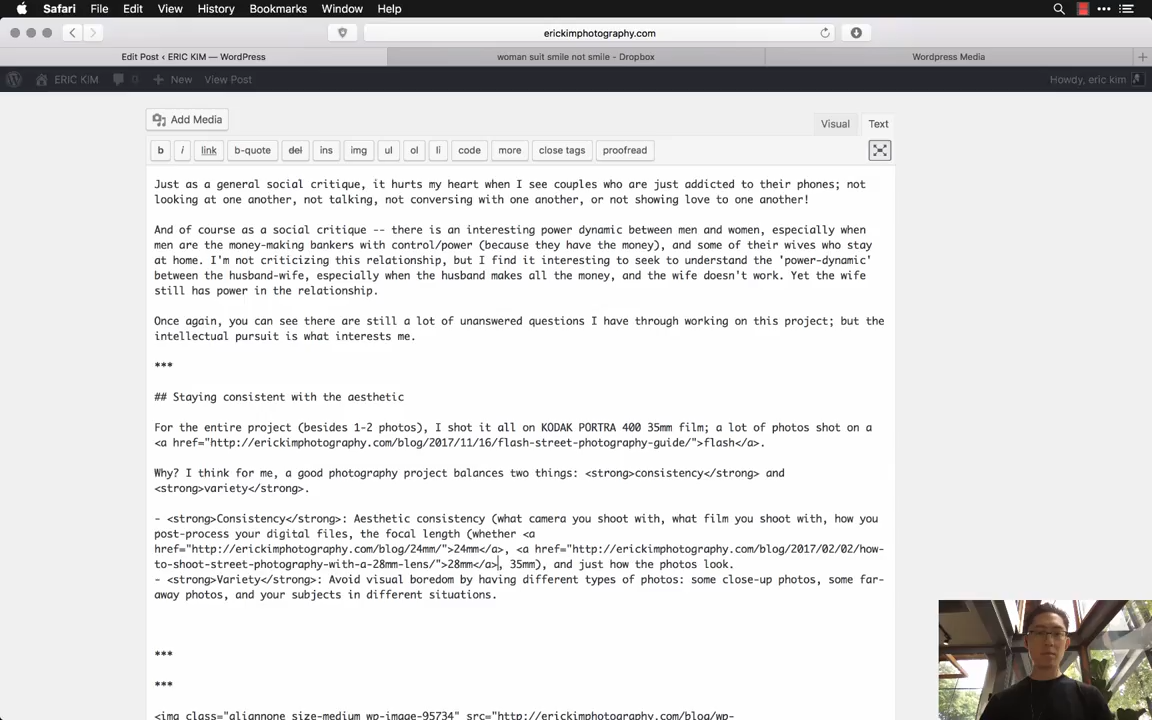 Safari File Edit View History Bookmarks Window Help
erickimphotography.com
Edit Post ‹ ERIC KIM — WordPress
woman suit smile not smile - Dropbox
Wordpress Media
ERIC KIM 0 New View Post
Howdy, eric kim
Add Media
Visual Text
b i link b-quote del ins img ul ol li code more close tags proofread
Just as a general social critique, it hurts my heart when I see couples who are just addicted to their phones; not
looking at one another, not talking, not conversing with one another, or not showing love to one another!
And of course as a social critique -- there is an interesting power dynamic between men and women, especially when
men are the money-making bankers with control/power (because they have the money), and some of their wives who stay
at home. I'm not criticizing this relationship, but I find it interesting to seek to understand the 'power-dynamic'
between the husband-wife, especially when the husband makes all the money, and the wife doesn't work. Yet the wife
still has power in the relationship.
Once again, you can see there are still a lot of unanswered questions I have through working on this project; but the
intellectual pursuit is what interests me.
***
## Staying consistent with the aesthetic
For the entire project (besides 1-2 photos), I shot it all on KODAK PORTRA 400 35mm film; a lot of photos shot on a
<a href="http://erickimphotography.com/blog/2017/11/16/flash-street-photography-guide/">flash</a>.
Why? I think for me, a good photography project balances two things: <strong>consistency</strong> and
<strong>variety</strong>.
- <strong>Consistency</strong>: Aesthetic consistency (what camera you shoot with, what film you shoot with, how you
post-process your digital files, the focal length (whether <a
href="http://erickimphotography.com/blog/24mm/">24mm</a>, <a href="http://erickimphotography.com/blog/2017/02/02/how-
to-shoot-street-photography-with-a-28mm-lens/">28mm</a>, 35mm), and just how the photos look.
- <strong>Variety</strong>: Avoid visual boredom by having different types of photos: some close-up photos, some far-
away photos, and your subjects in different situations.
***
***
<img class="alignnone size-medium wp-image-95734" src="http://erickimphotography.com/blog/wp-